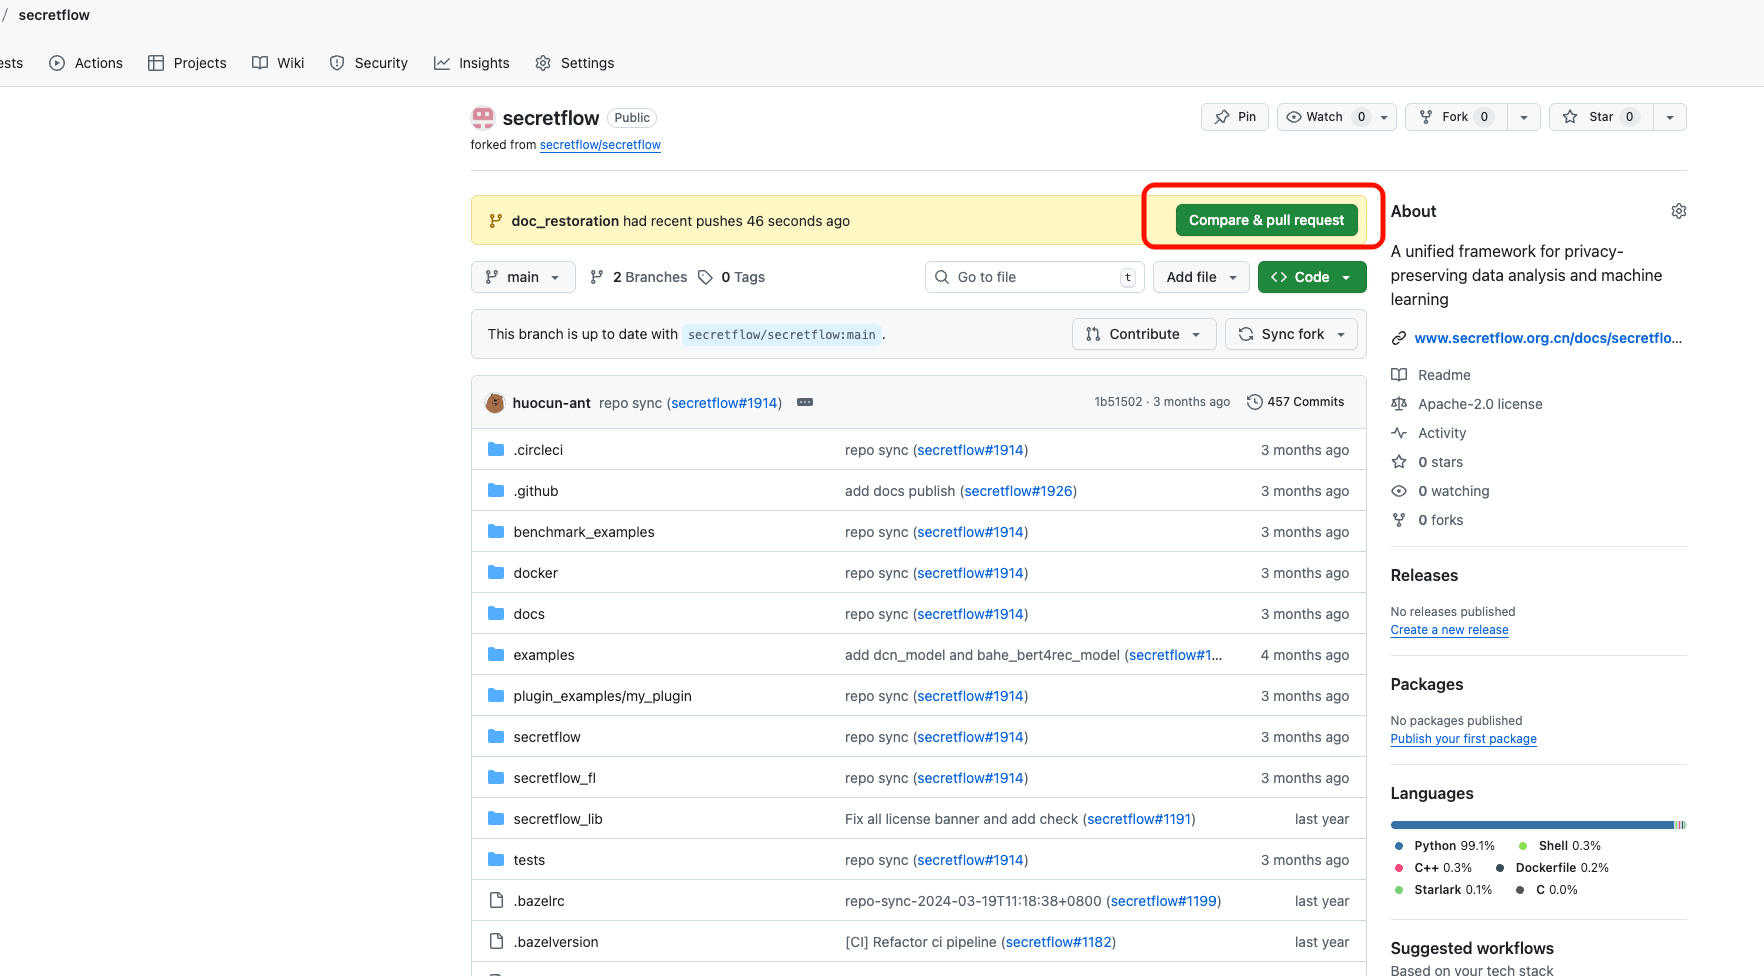 / secretflow
ests Actions Projects Wiki Security Insights Settings
secretflow Public
Pin Watch 0 Fork 0 Star 0
forked from secretflow/secretflow
doc_restoration had recent pushes 46 seconds ago Compare & pull request
main 2 Branches 0 Tags Go to file t Add file Code
This branch is up to date with secretflow/secretflow:main . Contribute Sync fork
huocun-ant repo sync (secretflow#1914) 1b51502 · 3 months ago 457 Commits
.circleci repo sync (secretflow#1914) 3 months ago
.github add docs publish (secretflow#1926) 3 months ago
benchmark_examples repo sync (secretflow#1914) 3 months ago
docker repo sync (secretflow#1914) 3 months ago
docs repo sync (secretflow#1914) 3 months ago
examples add dcn_model and bahe_bert4rec_model (secretflow#1... 4 months ago
plugin_examples/my_plugin repo sync (secretflow#1914) 3 months ago
secretflow repo sync (secretflow#1914) 3 months ago
secretflow_fl repo sync (secretflow#1914) 3 months ago
secretflow_lib Fix all license banner and add check (secretflow#1191) last year
tests repo sync (secretflow#1914) 3 months ago
.bazelrc repo-sync-2024-03-19T11:18:38+0800 (secretflow#1199) last year
.bazelversion [CI] Refactor ci pipeline (secretflow#1182) last year
About
A unified framework for privacy-
preserving data analysis and machine
learning
www.secretflow.org.cn/docs/secretflo...
Readme
Apache-2.0 license
Activity
0 stars
0 watching
0 forks
Releases
No releases published
Create a new release
Packages
No packages published
Publish your first package
Languages
Python 99.1% Shell 0.3%
C++ 0.3% Dockerfile 0.2%
Starlark 0.1% C 0.0%
Suggested workflows
Based on your tech stack